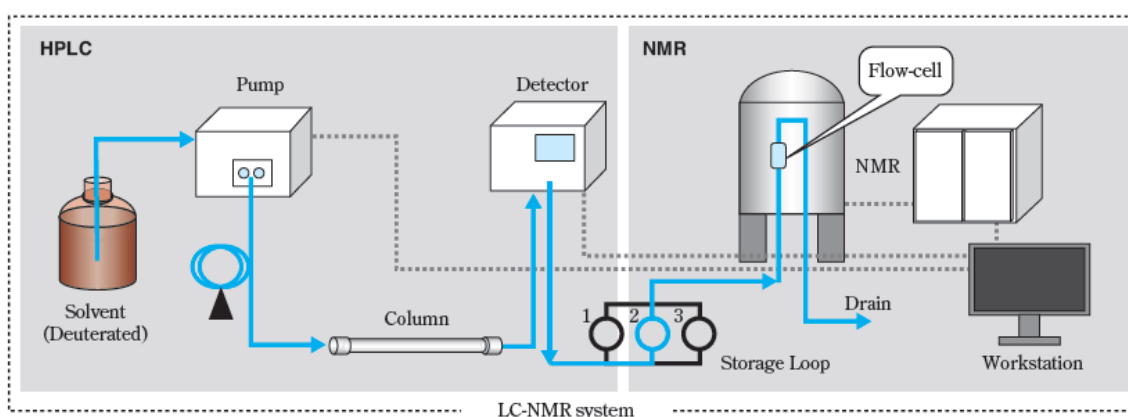 HPLC
NMR
Pump
Detector
Flow-cell
NMR
Solvent
(Deuterated)
Column
1
2
3
Storage Loop
Drain
Workstation
LC-NMR system